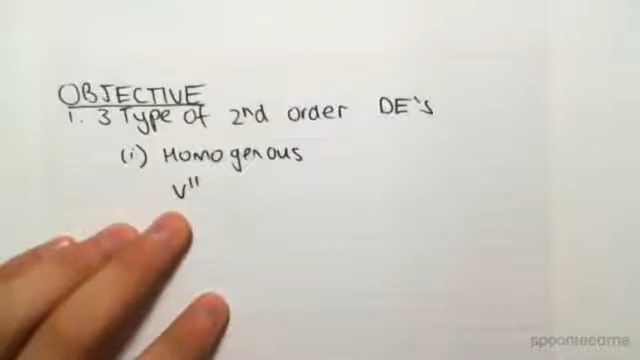 OBJECTIVE
1. 3 Type of 2nd order DE's
(i) Homogenous
v''
spoonfeedme